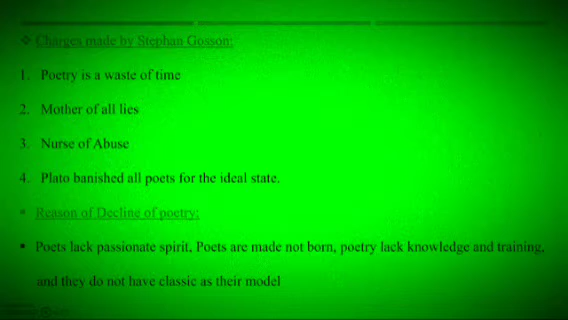 ❖ Charges made by Stephan Gosson:
1. Poetry is a waste of time
2. Mother of all lies
3. Nurse of Abuse
4. Plato banished all poets for the ideal state.
▪ Reason of Decline of poetry:
• Poets lack passionate spirit, Poets are made not born, poetry lack knowledge and training,
and they do not have classic as their model